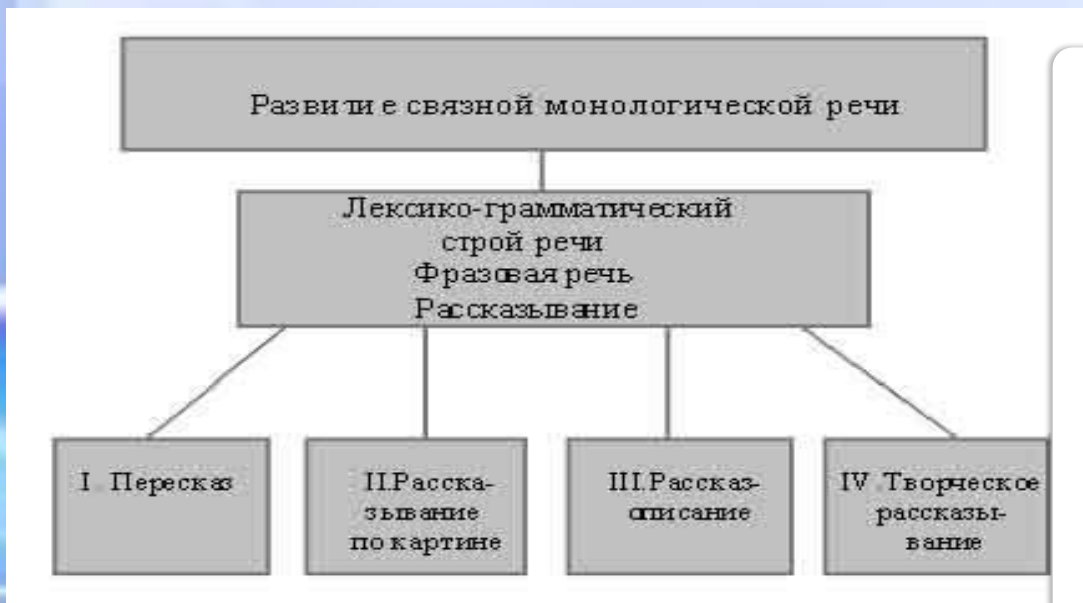 Развитие связной монологической речи
Лексико-грамматический
строй речи
Фразовая речь
Рассказывание
I. Пересказ
II.Расска-
зывание
по картине
III.Рассказ-
описание
IV.Творческое
рассказы-
вание